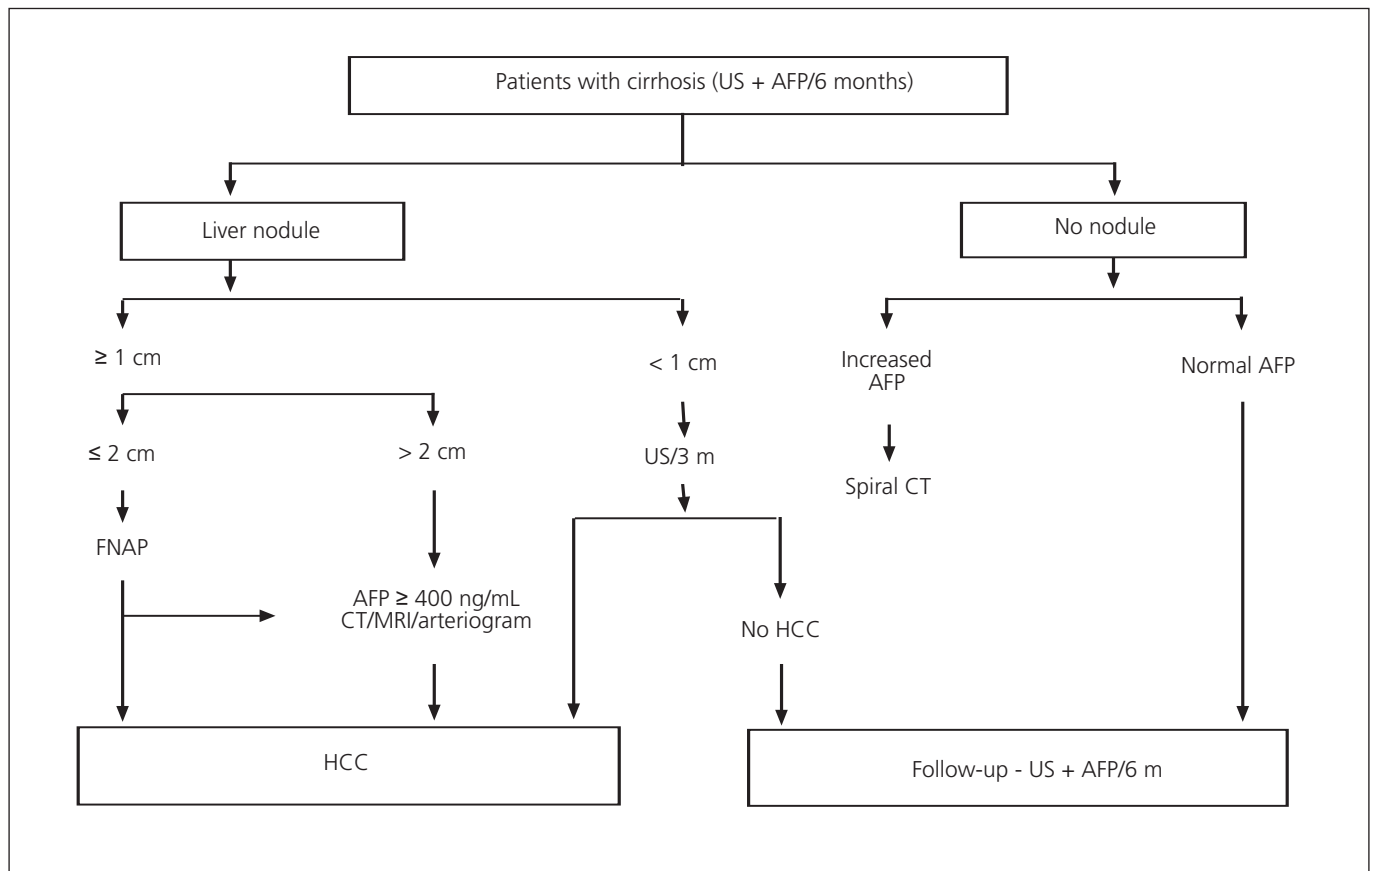 Patients with cirrhosis (US + AFP/6 months)
Liver nodule
No nodule
≥ 1 cm
< 1 cm
Increased
AFP
Normal AFP
≤ 2 cm
> 2 cm
US/3 m
Spiral CT
FNAP
AFP ≥ 400 ng/mL
CT/MRI/arteriogram
No HCC
HCC
Follow-up - US + AFP/6 m